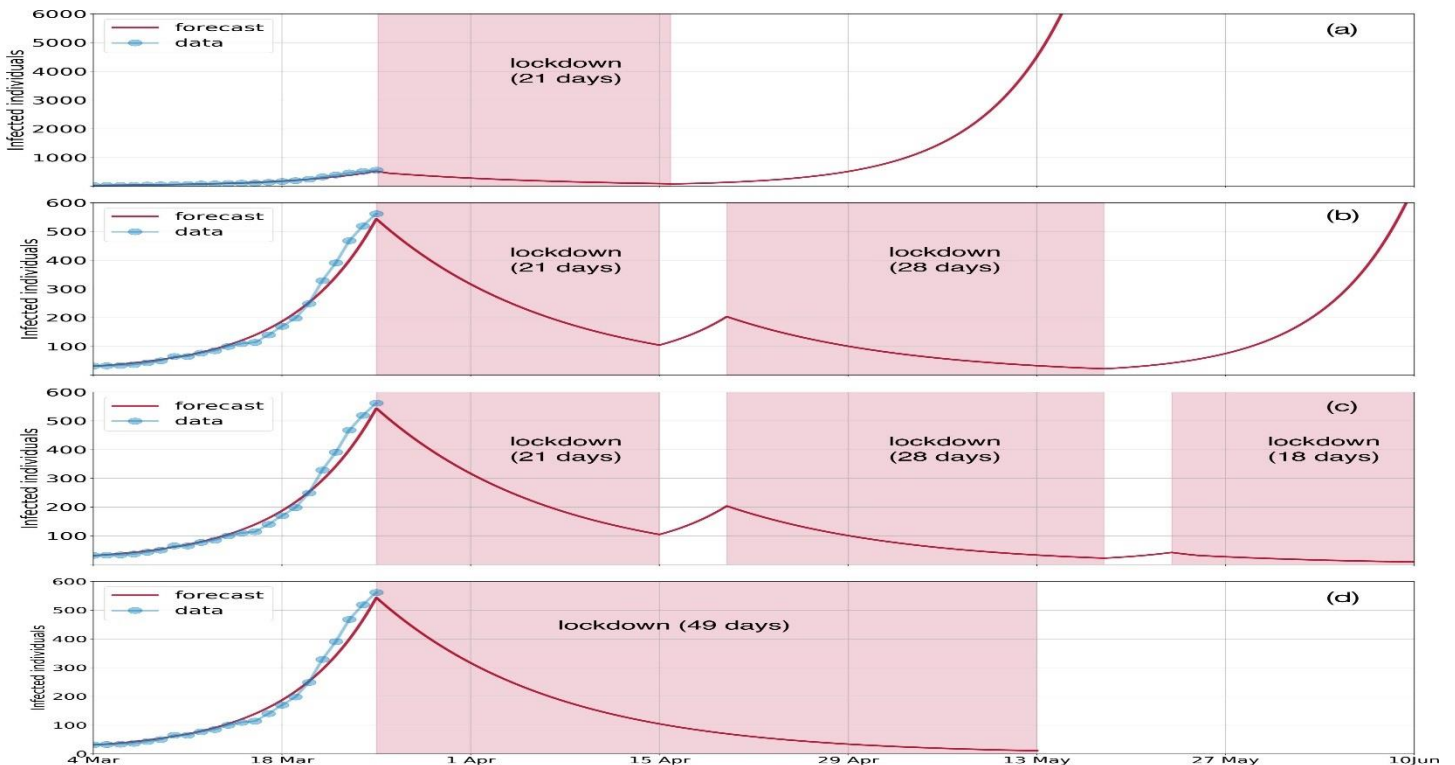 6000
5000
4000
3000
2000
1000
Infected individuals
forecast
data
lockdown
(21 days)
(a)
600
500
400
300
200
100
Infected individuals
forecast
data
lockdown
(21 days)
lockdown
(28 days)
(b)
600
500
400
300
200
100
Infected individuals
forecast
data
lockdown
(21 days)
lockdown
(28 days)
(c)
lockdown
(18 days)
600
500
400
300
200
100
0
Infected individuals
forecast
data
lockdown (49 days)
(d)
4 Mar
18 Mar
1 Apr
15 Apr
29 Apr
13 May
27 May
10Jun